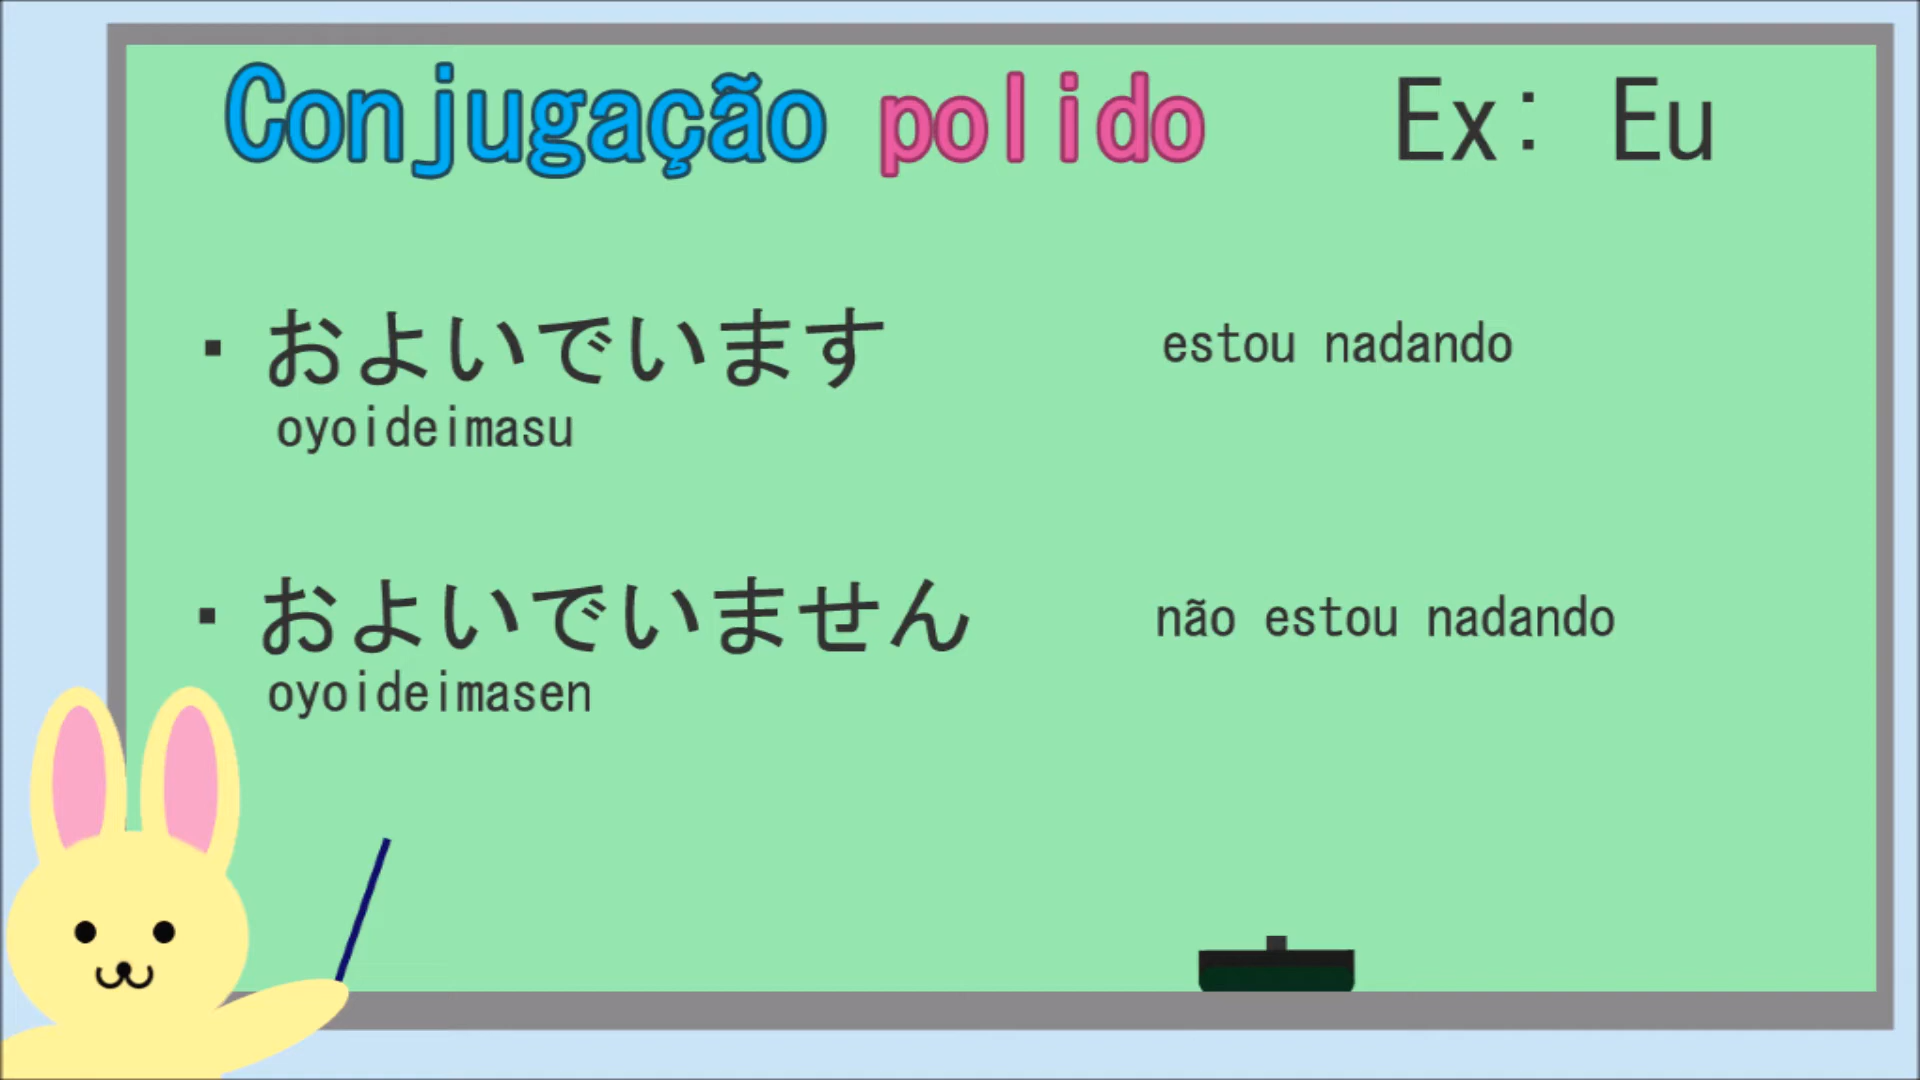 Conjugação polido Ex: Eu
・およいでいます estou nadando
oyoideimasu
・およいでいません não estou nadando
oyoideimasen